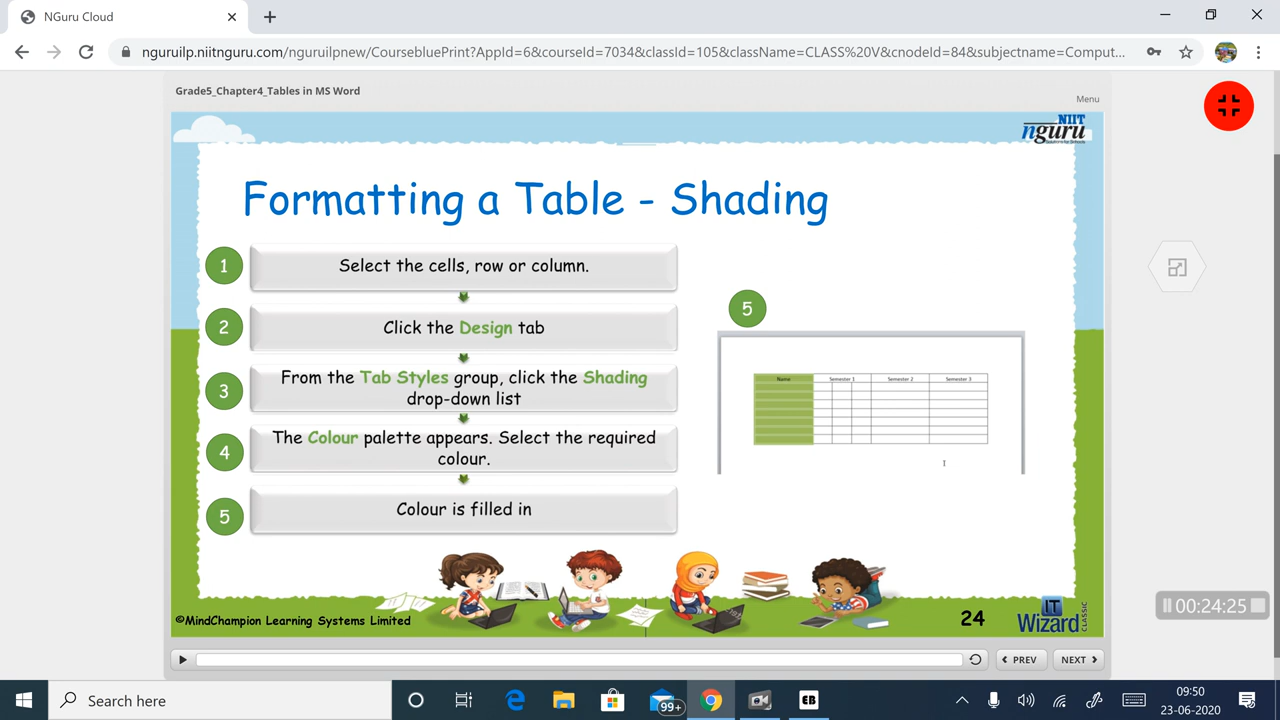 NGuru Cloud
nguruilp.niitnguru.com/nguruilpnew/CoursebluePrint?AppId=6&courseId=7034&classId=105&className=CLASS%20V&cnodeId=84&subjectname=Comput...
Grade5_Chapter4_Tables in MS Word
Menu
NIIT
nguru
Solutions for Schools
Formatting a Table - Shading
1 Select the cells, row or column.
2 Click the Design tab
3 From the Tab Styles group, click the Shading
drop-down list
4 The Colour palette appears. Select the required
colour.
5 Colour is filled in
5
Name Semester 1 Semester 2 Semester 3
©MindChampion Learning Systems Limited
24
IT
Wizard
CLASSIC
00:24:25
PREV
NEXT
Search here
99+
EB
09:50
23-06-2020